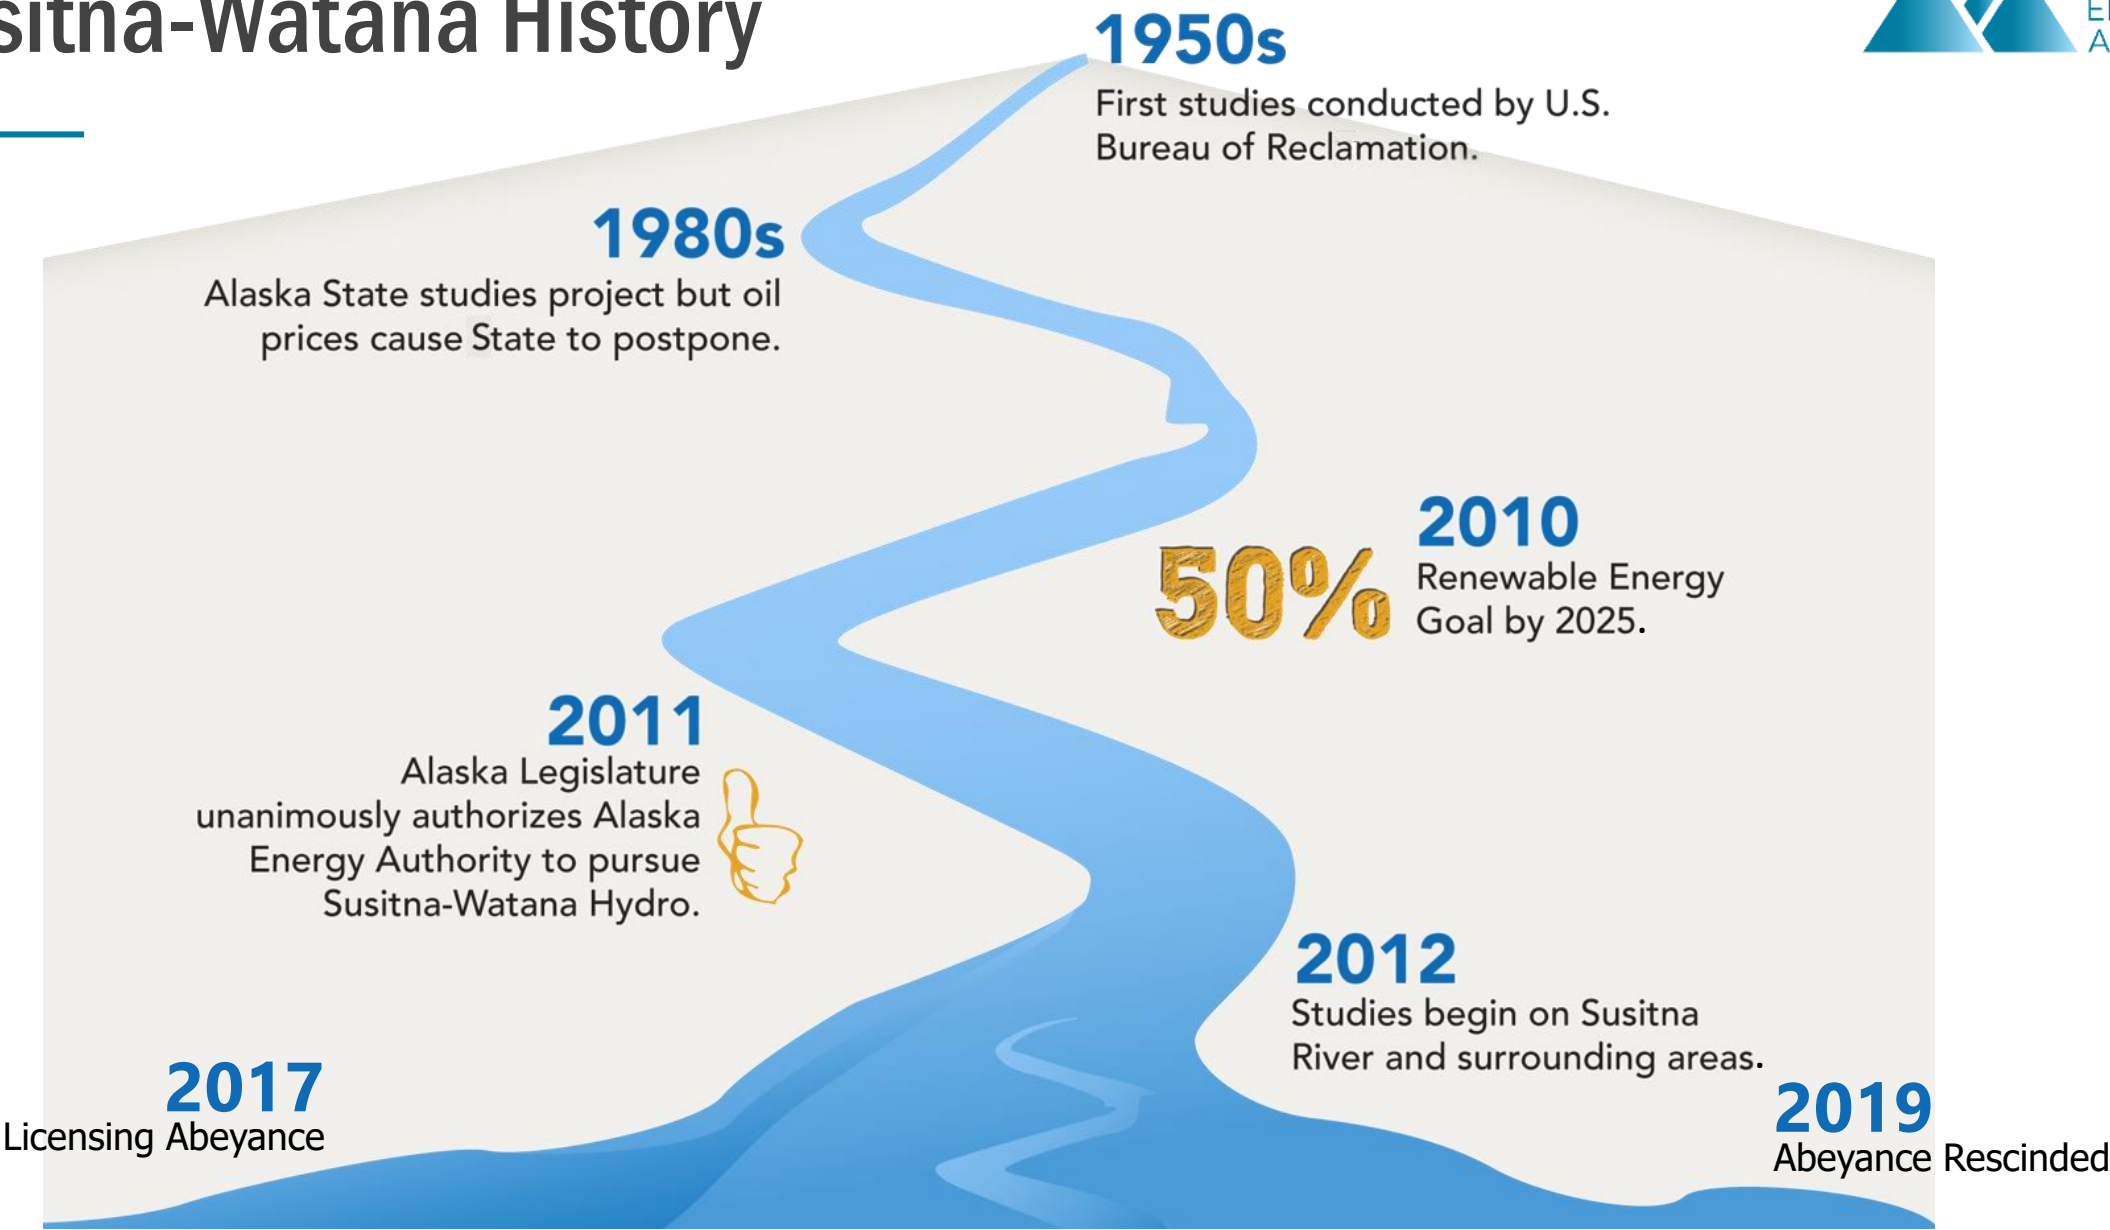 sitna-Watana History
1950s
First studies conducted by U.S.
Bureau of Reclamation.
1980s
Alaska State studies project but oil
prices cause State to postpone.
50%
2010
Renewable Energy
Goal by 2025.
2011
Alaska Legislature
unanimously authorizes Alaska
Energy Authority to pursue
Susitna-Watana Hydro.
2012
Studies begin on Susitna
River and surrounding areas.
2017
Licensing Abeyance
2019
Abeyance Rescinded